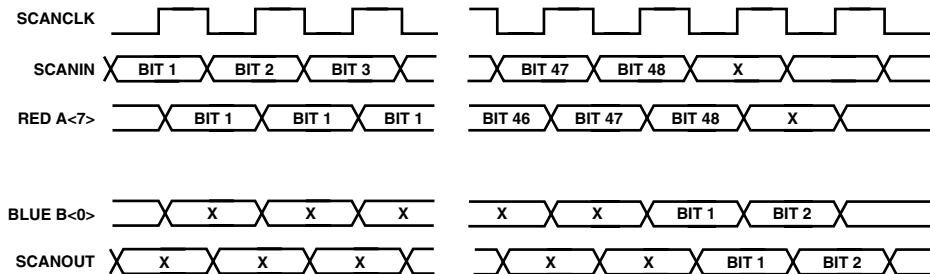 SCANCLK
SCANIN BIT 1 BIT 2 BIT 3 BIT 47 BIT 48 X
RED A<7> BIT 1 BIT 1 BIT 1 BIT 46 BIT 47 BIT 48 X
BLUE B<0> X X X X X BIT 1 BIT 2
SCANOUT X X X X X BIT 1 BIT 2